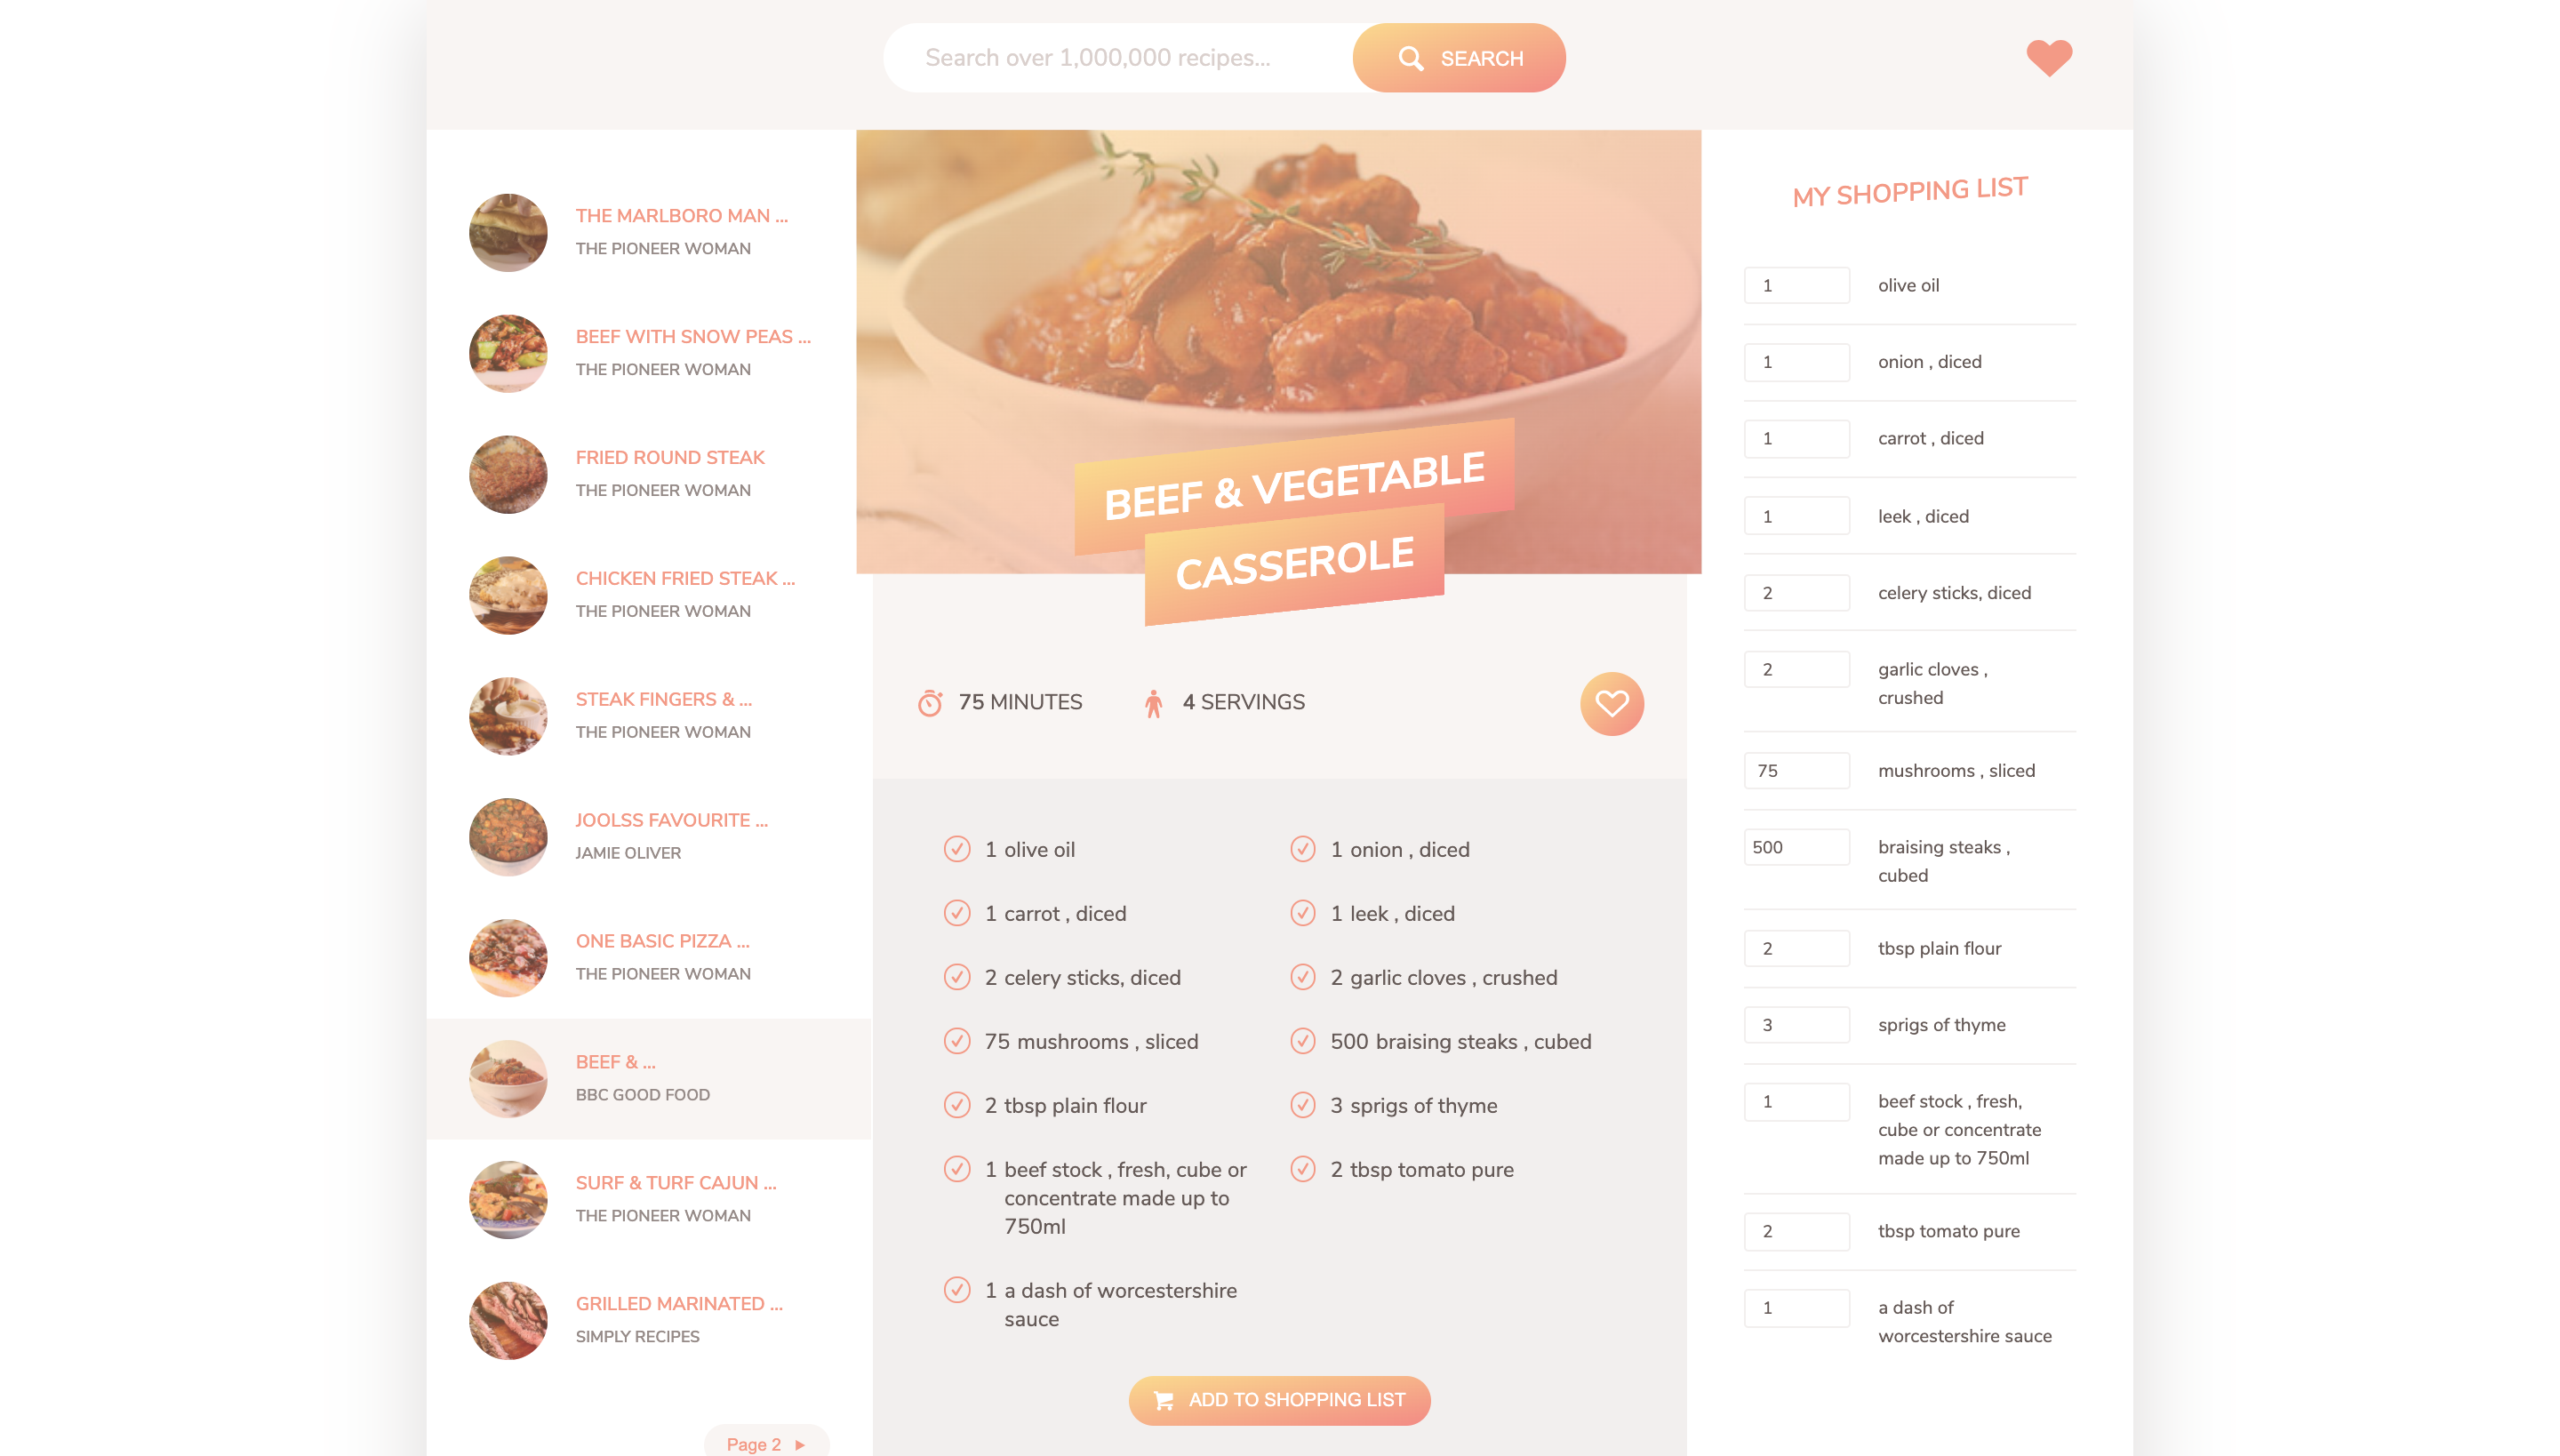 Search over 1,000,000 recipes...
SEARCH
THE MARLBORO MAN ...
THE PIONEER WOMAN
BEEF WITH SNOW PEAS ...
THE PIONEER WOMAN
FRIED ROUND STEAK
THE PIONEER WOMAN
CHICKEN FRIED STEAK ...
THE PIONEER WOMAN
STEAK FINGERS & ...
THE PIONEER WOMAN
JOOLSS FAVOURITE ...
JAMIE OLIVER
ONE BASIC PIZZA ...
THE PIONEER WOMAN
BEEF & ...
BBC GOOD FOOD
SURF & TURF CAJUN ...
THE PIONEER WOMAN
GRILLED MARINATED ...
SIMPLY RECIPES
Page 2
BEEF & VEGETABLE
CASSEROLE
75 MINUTES
4 SERVINGS
1 olive oil
1 onion , diced
1 carrot , diced
1 leek , diced
2 celery sticks, diced
2 garlic cloves , crushed
75 mushrooms , sliced
500 braising steaks , cubed
2 tbsp plain flour
3 sprigs of thyme
1 beef stock , fresh, cube or
concentrate made up to
750ml
2 tbsp tomato pure
1 a dash of worcestershire
sauce
ADD TO SHOPPING LIST
MY SHOPPING LIST
1 olive oil
1 onion , diced
1 carrot , diced
1 leek , diced
2 celery sticks, diced
2 garlic cloves ,
crushed
75 mushrooms , sliced
500 braising steaks ,
cubed
2 tbsp plain flour
3 sprigs of thyme
1 beef stock , fresh,
cube or concentrate
made up to 750ml
2 tbsp tomato pure
1 a dash of
worcestershire sauce